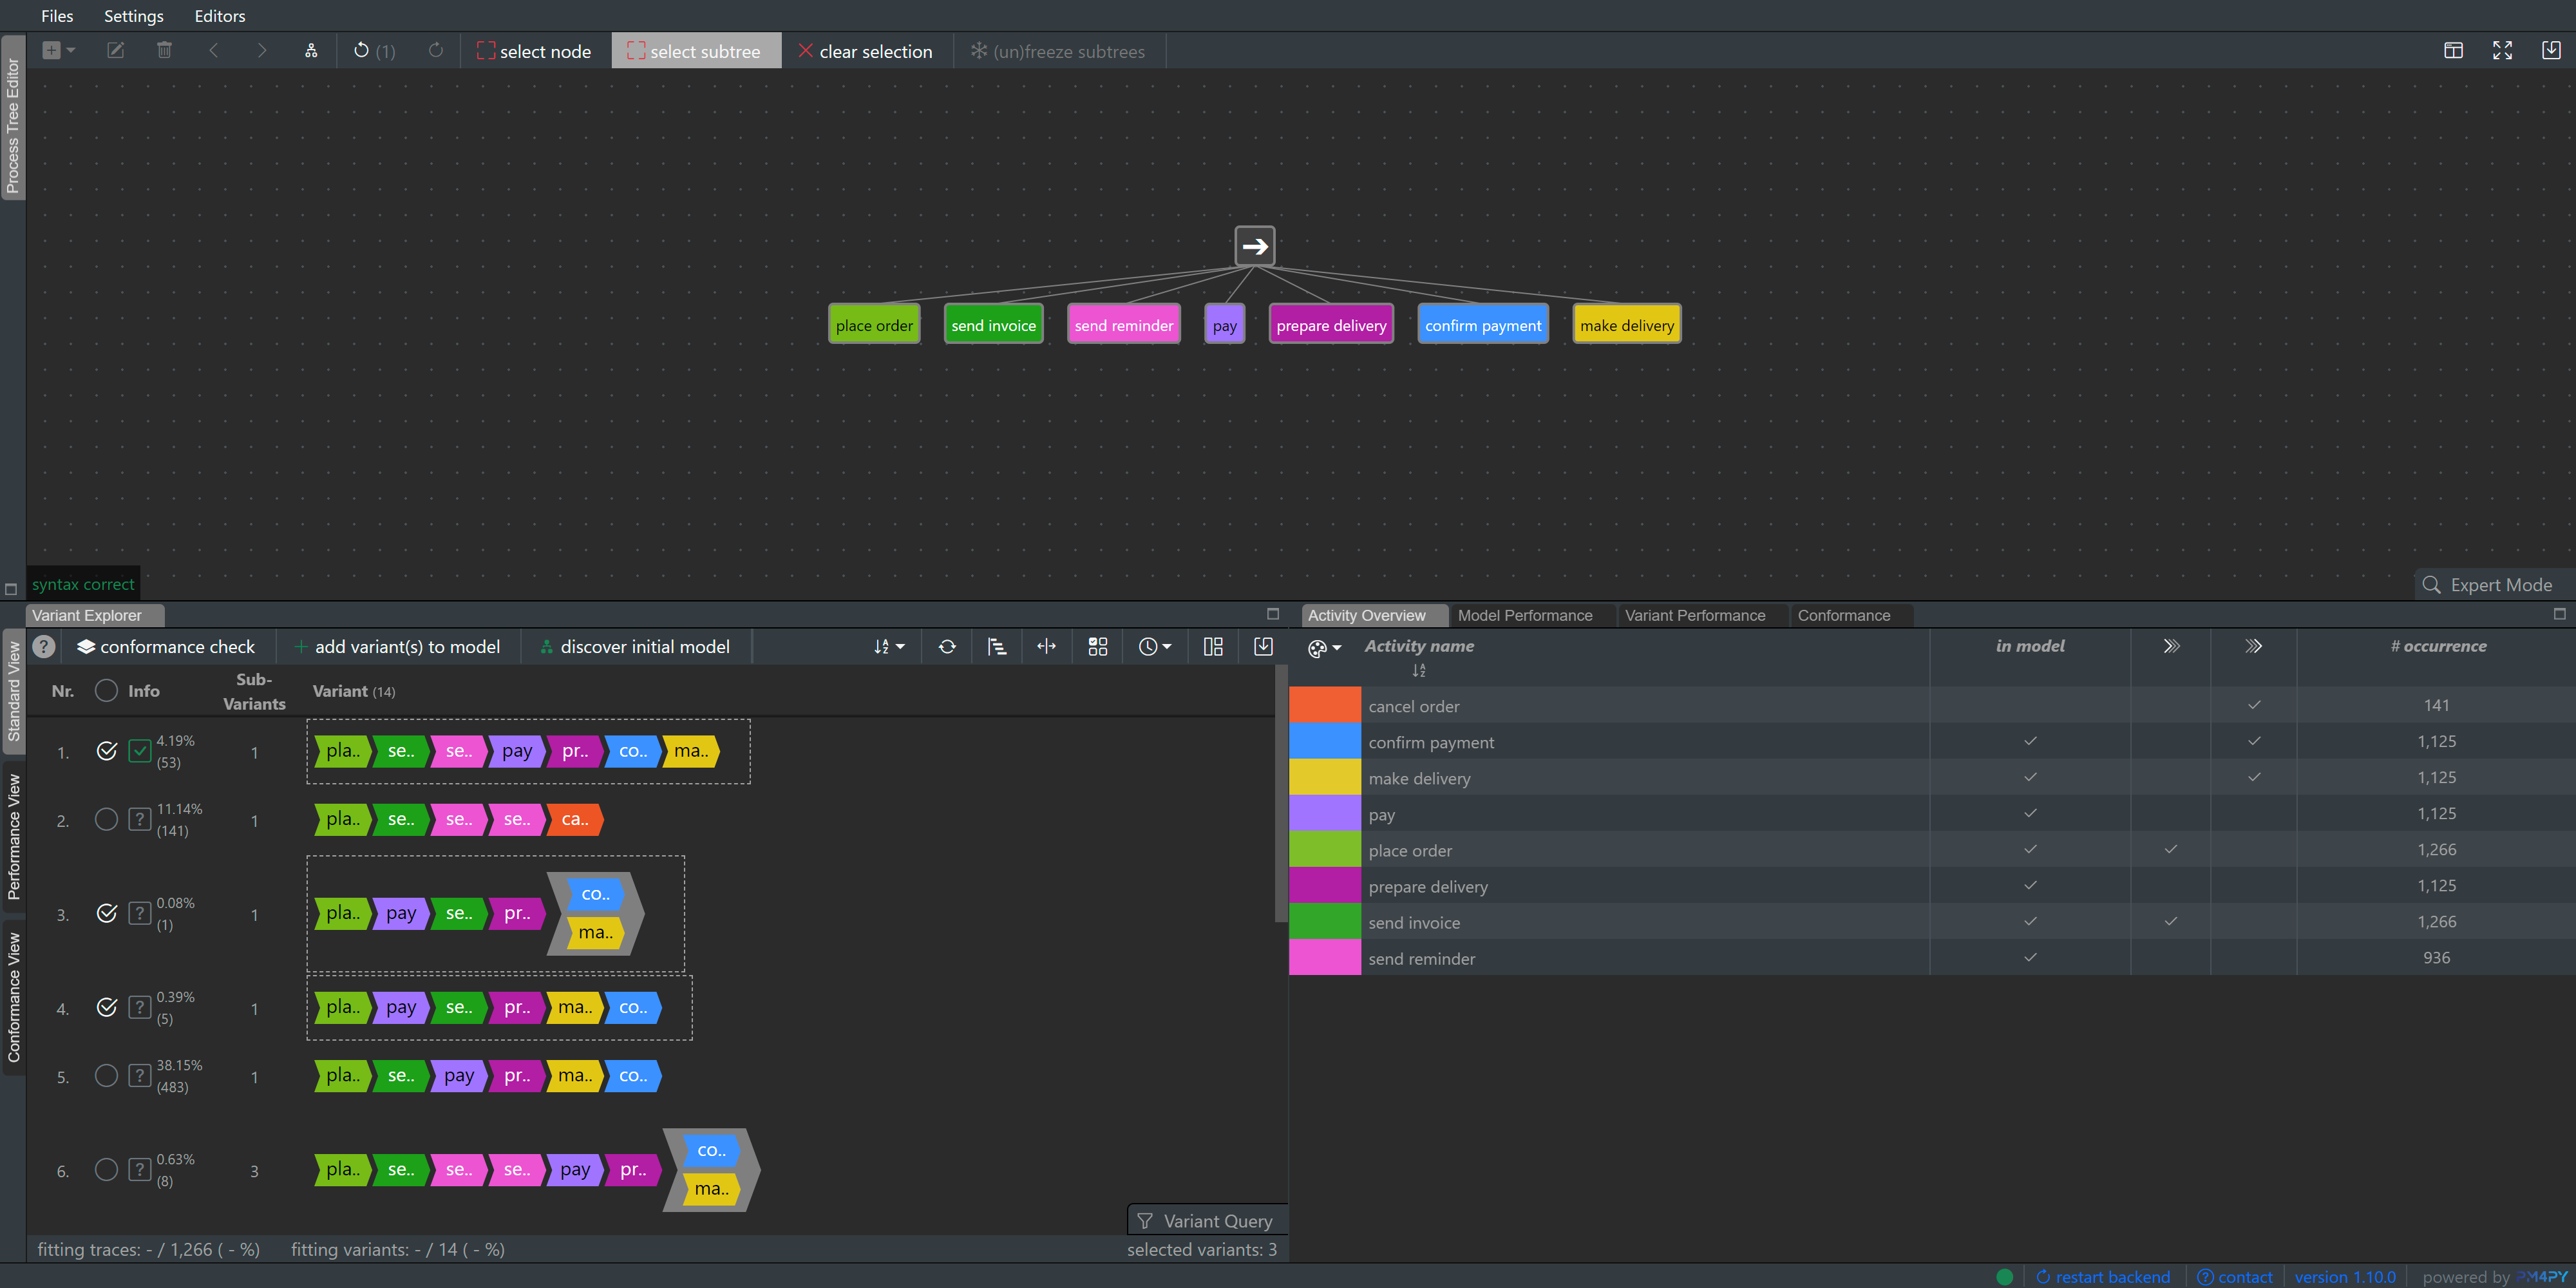 Files Settings Editors
(1) select node select subtree clear selection (un)freeze subtrees
Process Tree Editor
place order send invoice send reminder pay prepare delivery confirm payment make delivery
syntax correct
Expert Mode
Variant Explorer
Standard View
Performance View
Conformance View
? conformance check add variant(s) to model discover initial model
Nr. Info Sub-Variants Variant (14)
1. 4.19% (53) 1 pla.. se.. se.. pay pr.. co.. ma..
2. ? 11.14% (141) 1 pla.. se.. se.. se.. ca..
3. ? 0.08% (1) 1 pla.. pay se.. pr.. co.. ma..
4. ? 0.39% (5) 1 pla.. pay se.. pr.. ma.. co..
5. ? 38.15% (483) 1 pla.. se.. pay pr.. ma.. co..
6. ? 0.63% (8) 3 pla.. se.. se.. se.. pay pr.. co.. ma..
Variant Query
fitting traces: - / 1,266 ( - %) fitting variants: - / 14 ( - %) selected variants: 3
Activity Overview Model Performance Variant Performance Conformance
Activity name in model # occurrence
cancel order 141
confirm payment 1,125
make delivery 1,125
pay 1,125
place order 1,266
prepare delivery 1,125
send invoice 1,266
send reminder 936
restart backend contact version 1.10.0 powered by PM4PY